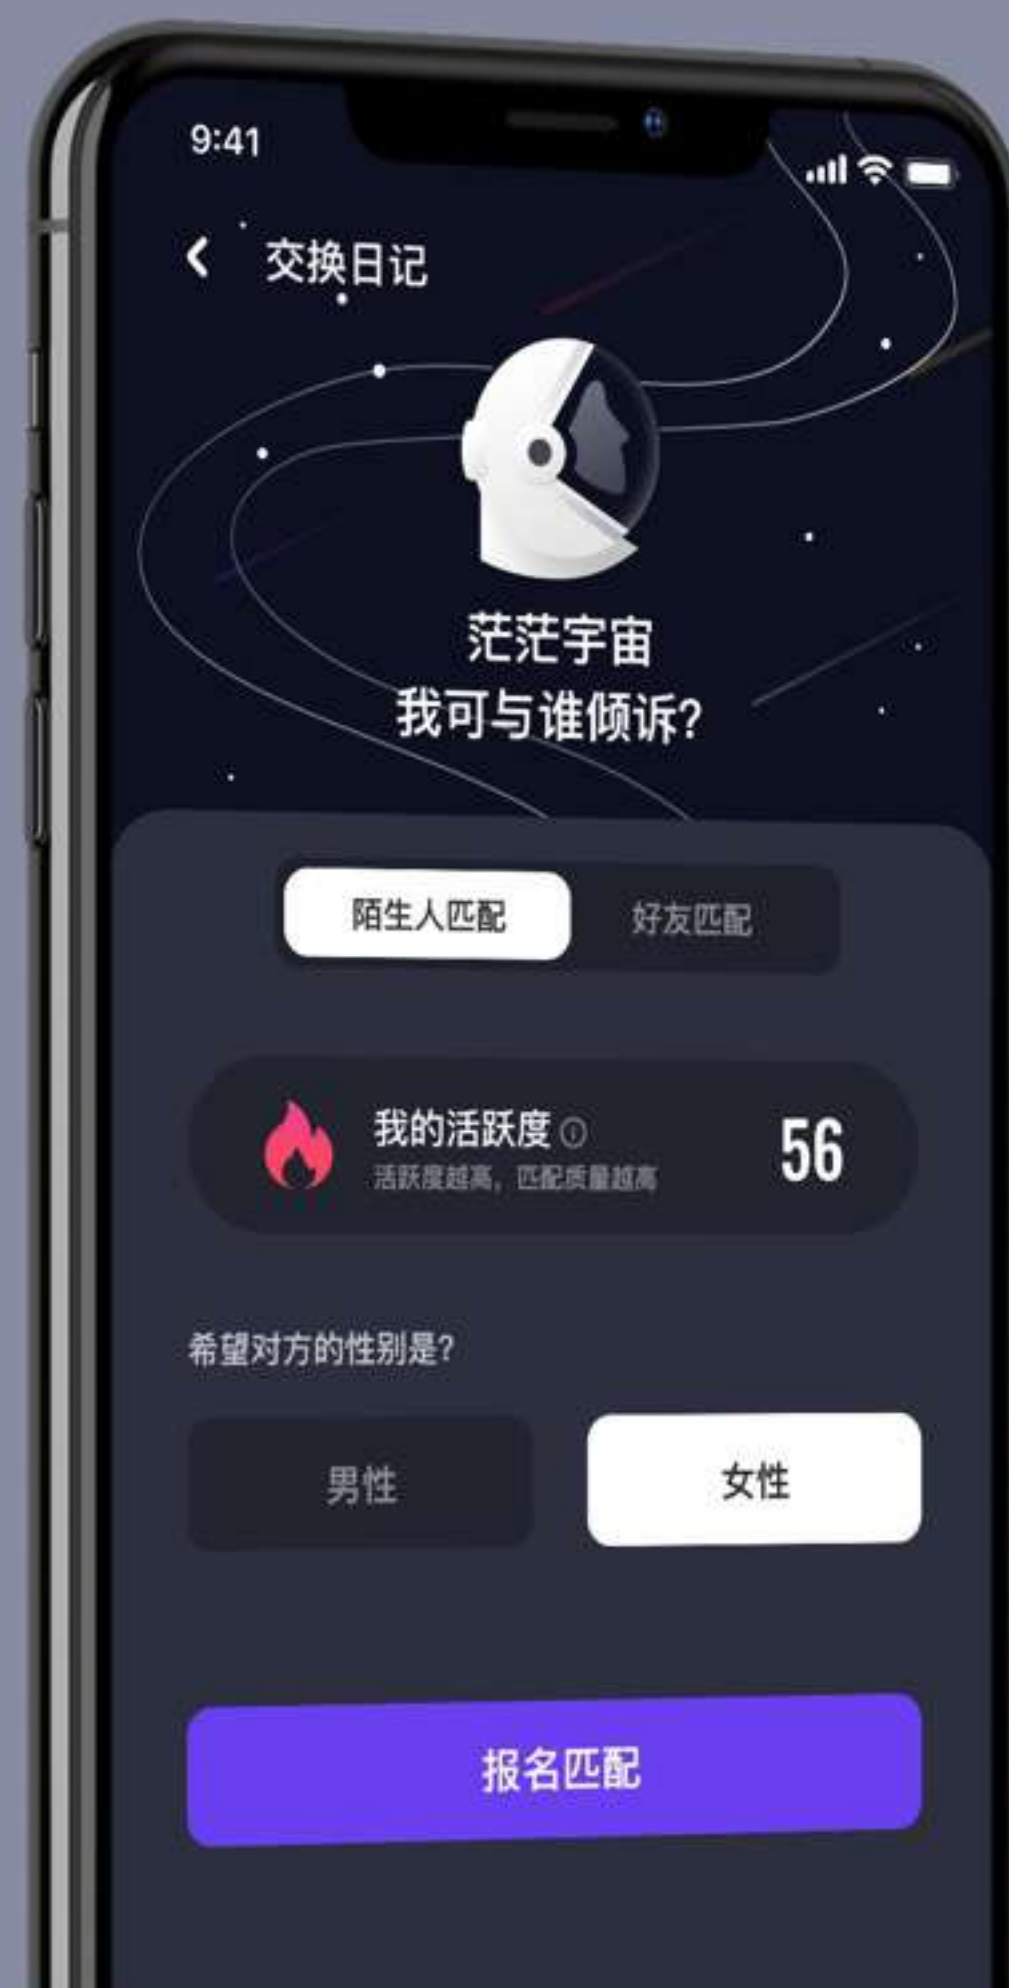 9:41
交换日记
茫茫宇宙
我可与谁倾诉?
陌生人匹配
好友匹配
我的活跃度
活跃度越高，匹配质量越高
56
希望对方的性别是?
男性
女性
报名匹配